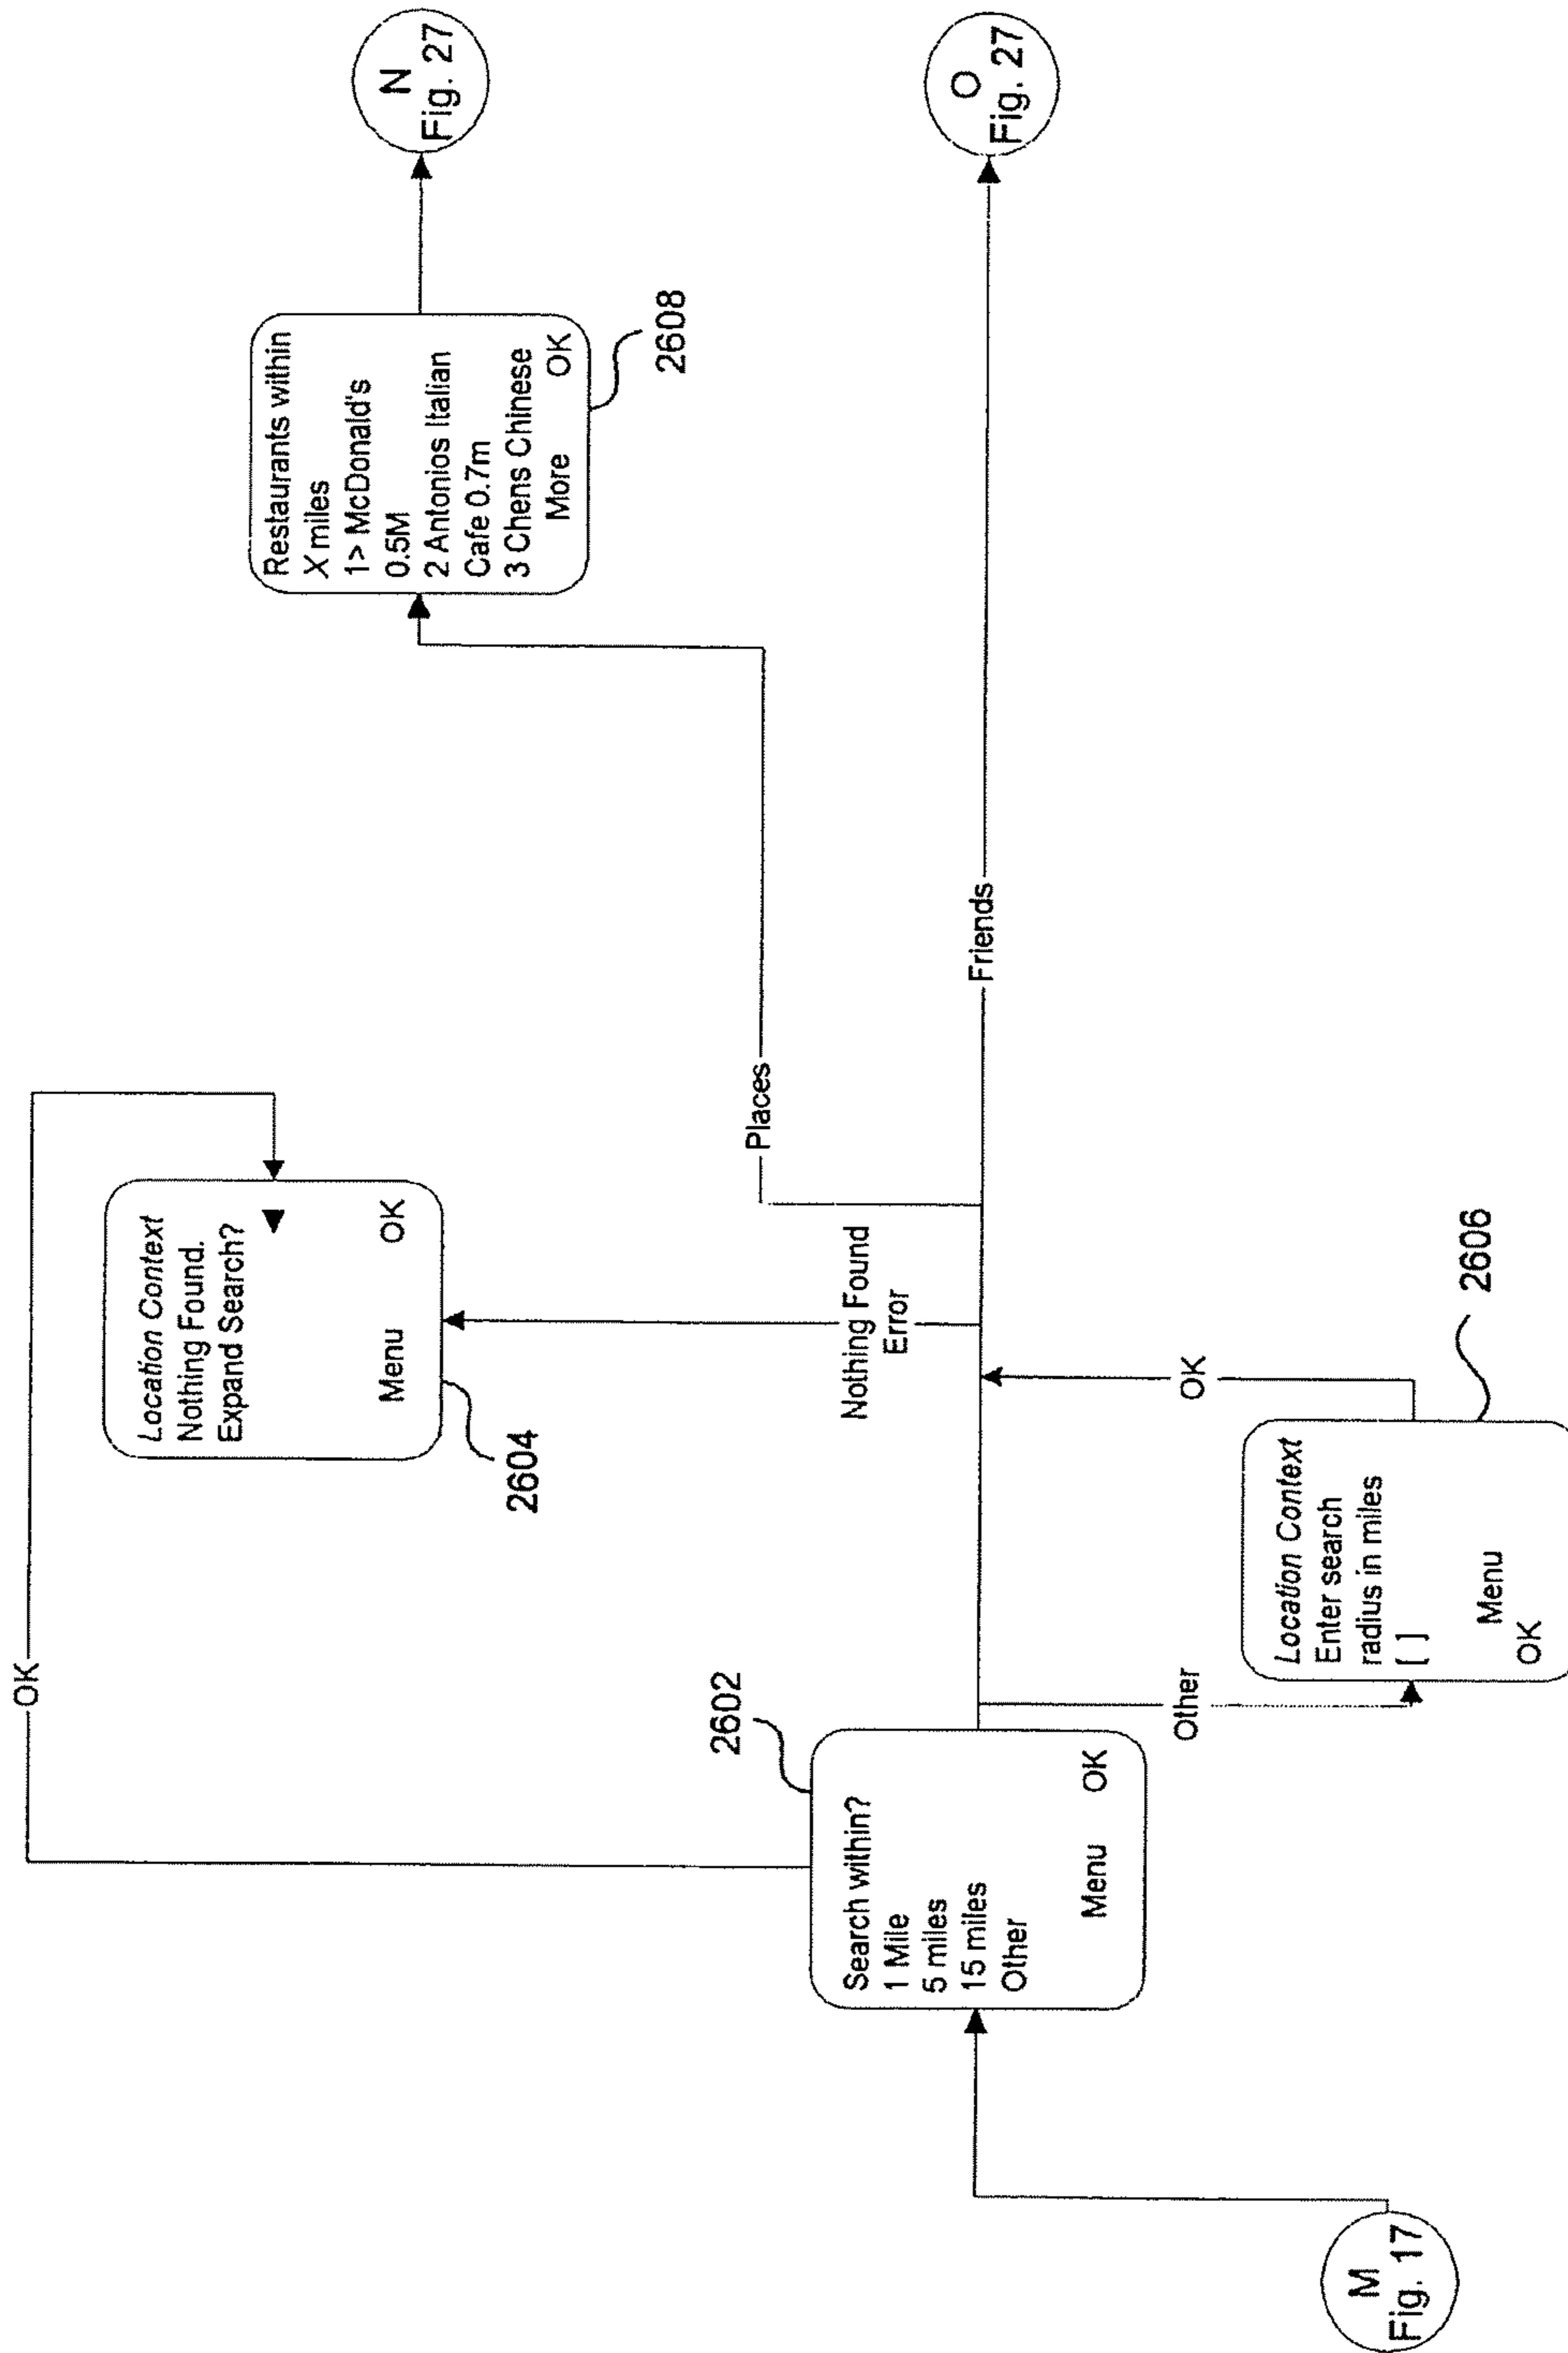 M
Fig. 17
Search within?
1 Mile
5 miles
15 miles
Other
Menu OK
2602
OK
Location Context
Nothing Found.
Expand Search?
Menu OK
2604
Other
Location Context
Enter search
radius in miles
[ ]
Menu
OK
2606
OK
Nothing Found
Error
Places
Friends
Restaurants within
X miles
1> McDonald's
0.5M
2 Antonios Italian
Cafe 0.7m
3 Chens Chinese
More OK
2608
N
Fig. 27
O
Fig. 27